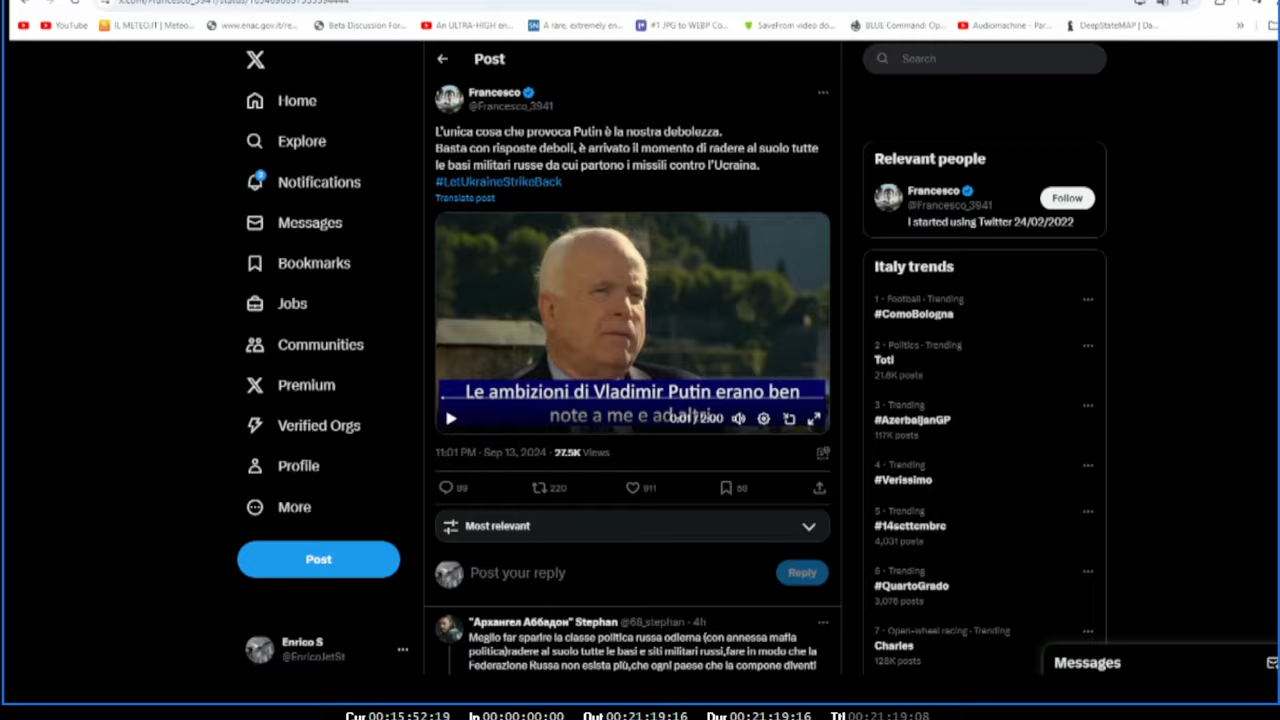 YouTube
IL METEO.IT | Meteo...
www.enac.gov.it/re...
Beta Discussion For...
An ULTRA-HIGH en...
A rare, extremely en...
#1 JPG to WEBP Co...
SaveFrom video do...
BLUE Command: Op...
Audiomachine - Par...
DeepStateMAP | Da...
Home
Explore
2
Notifications
Messages
Bookmarks
Jobs
Communities
Premium
Verified Orgs
Profile
More
Post
Enrico S
@EnricoJetSt
Post
Francesco
@Francesco_3941
L'unica cosa che provoca Putin è la nostra debolezza.
Basta con risposte deboli, è arrivato il momento di radere al suolo tutte
le basi militari russe da cui partono i missili contro l'Ucraina.
#LetUkraineStrikeBack
Translate post
Le ambizioni di Vladimir Putin erano ben
note a me e ad altri
0:01 / 2:00
11:01 PM · Sep 13, 2024 · 27.5K Views
220
911
Most relevant
Post your reply
Reply
"Архангел Аббадон" Stephan @68_stephan · 4h
Meglio far sparire la classe politica russa odierna (con annessa mafia
politica)radere al suolo tutte le basi e siti militari russi,fare in modo che la
Federazione Russa non esista più,che ogni paese che la compone diventi
Search
Relevant people
Francesco
@Francesco_3941
Follow
I started using Twitter 24/02/2022
Italy trends
1 · Football · Trending
#ComoBologna
2 · Politics · Trending
Toti
21.6K posts
3 · Trending
#AzerbaijanGP
117K posts
4 · Trending
#Verissimo
5 · Trending
#14settembre
4,031 posts
6 · Trending
#QuartoGrado
3,076 posts
7 · Open-wheel racing · Trending
Charles
128K posts
Messages
Cur 00:15:52:19 In 00:00:00:00 Out 00:21:19:16 Dur 00:21:19:16 Ttl 00:21:19:08